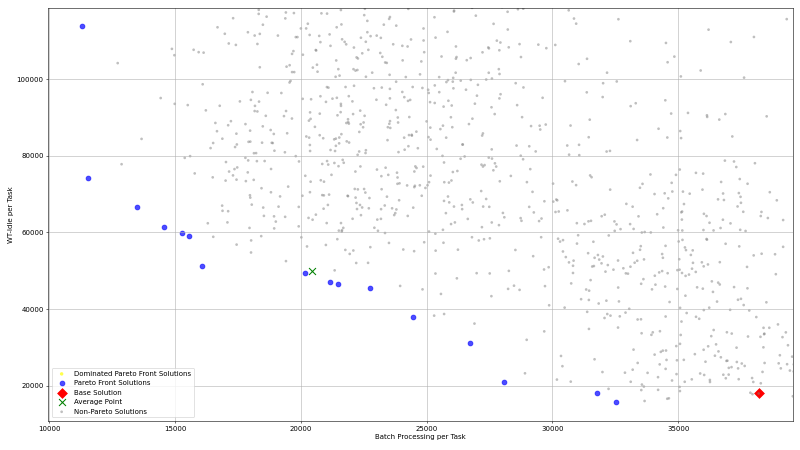 100000
80000
60000
40000
20000
WT-Idle per Task
Dominated Pareto Front Solutions
Pareto Front Solutions
Base Solution
Average Point
Non-Pareto Solutions
10000 15000 20000 25000 30000 35000
Batch Processing per Task